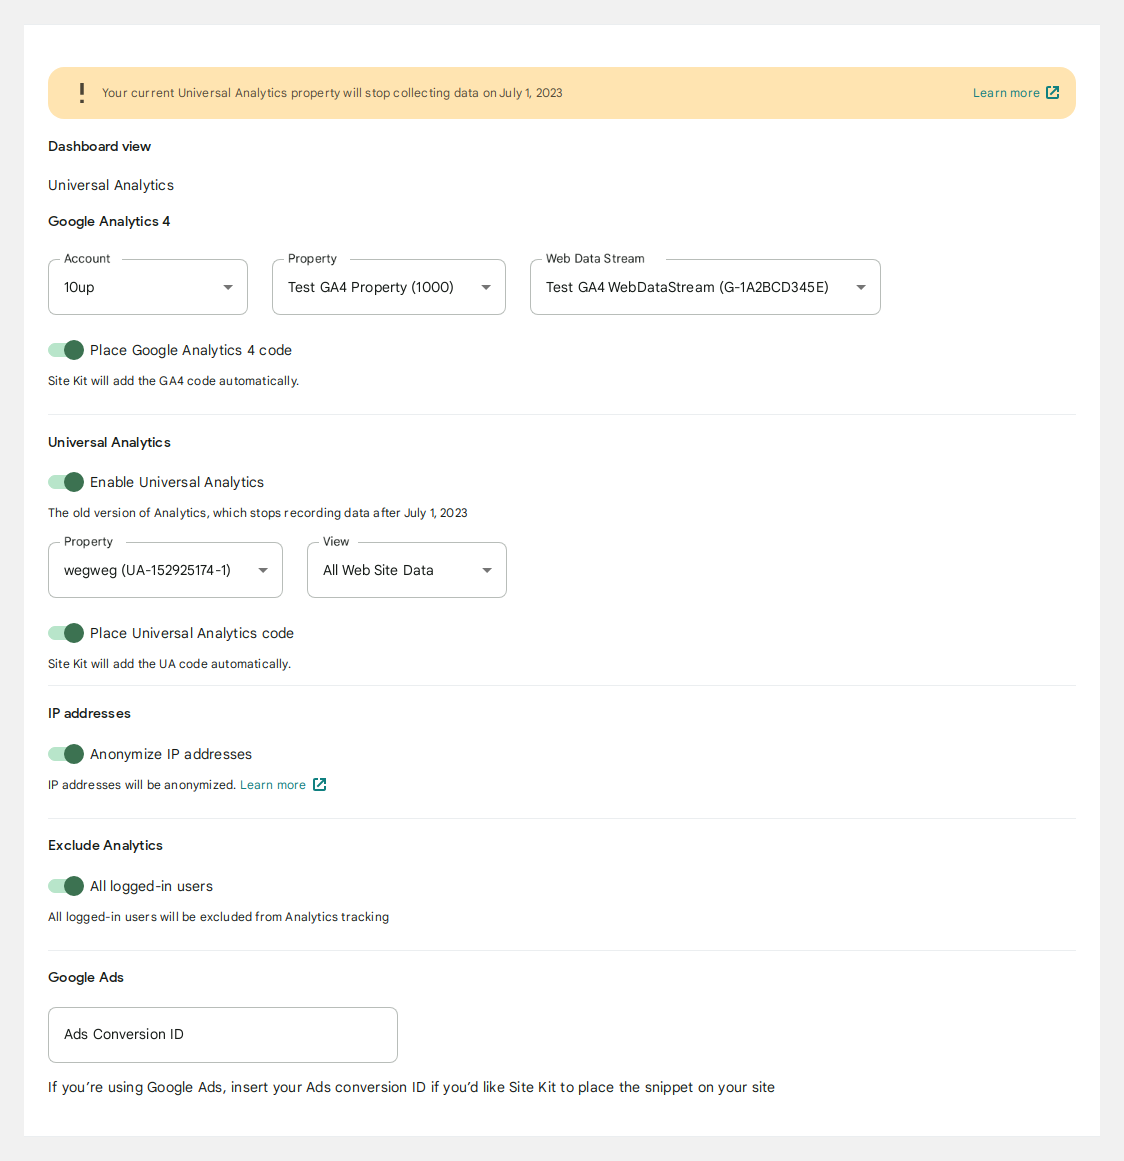 ! Your current Universal Analytics property will stop collecting data on July 1, 2023 Learn more
Dashboard view
Universal Analytics
Google Analytics 4
Account Property Web Data Stream
10up Test GA4 Property (1000) Test GA4 WebDataStream (G-1A2BCD345E)
Place Google Analytics 4 code
Site Kit will add the GA4 code automatically.
Universal Analytics
Enable Universal Analytics
The old version of Analytics, which stops recording data after July 1, 2023
Property View
wegweg (UA-152925174-1) All Web Site Data
Place Universal Analytics code
Site Kit will add the UA code automatically.
IP addresses
Anonymize IP addresses
IP addresses will be anonymized. Learn more
Exclude Analytics
All logged-in users
All logged-in users will be excluded from Analytics tracking
Google Ads
Ads Conversion ID
If you’re using Google Ads, insert your Ads conversion ID if you’d like Site Kit to place the snippet on your site